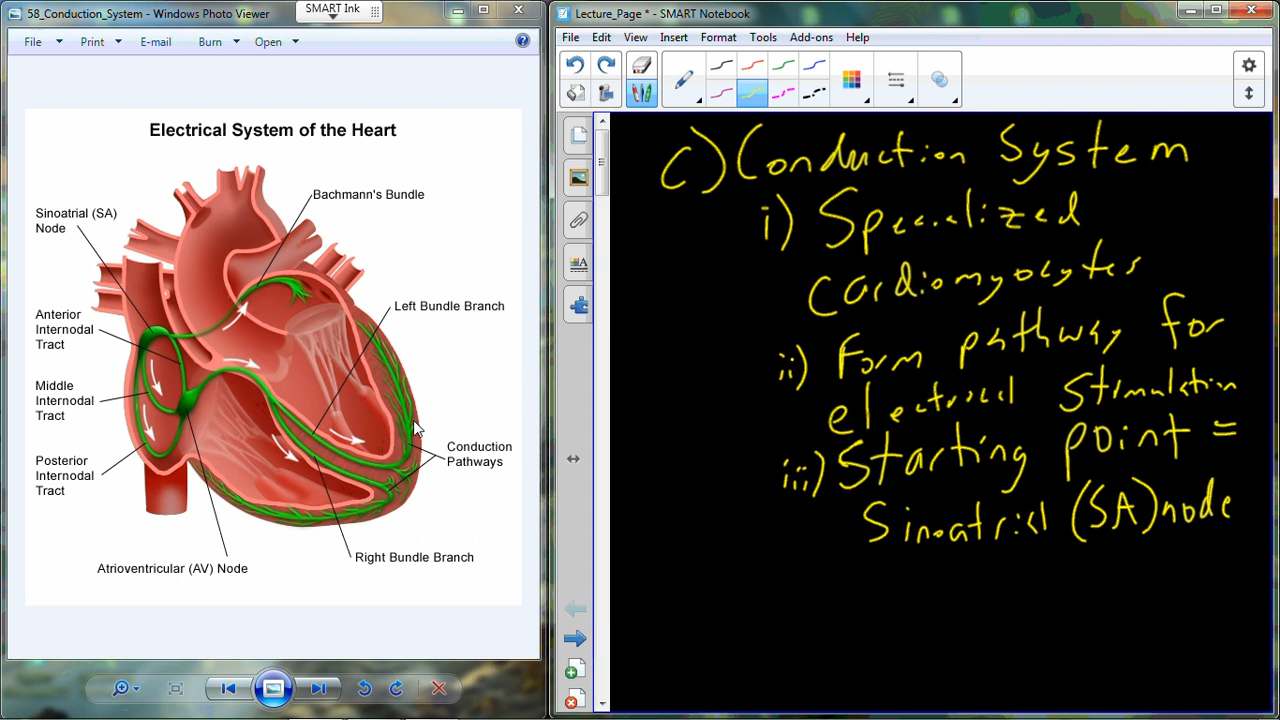 58_Conduction_System - Windows Photo Viewer
SMART Ink
File Print E-mail Burn Open
Electrical System of the Heart
Bachmann's Bundle
Sinoatrial (SA)
Node
Left Bundle Branch
Anterior
Internodal
Tract
Middle
Internodal
Tract
Conduction
Pathways
Posterior
Internodal
Tract
Right Bundle Branch
Atrioventricular (AV) Node
Lecture_Page * - SMART Notebook
File Edit View Insert Format Tools Add-ons Help
C) Conduction System
i) Specialized
Cardiomyocytes
ii) Form pathway for
electrical stimulation
iii) Starting point =
Sinoatrial (SA) node